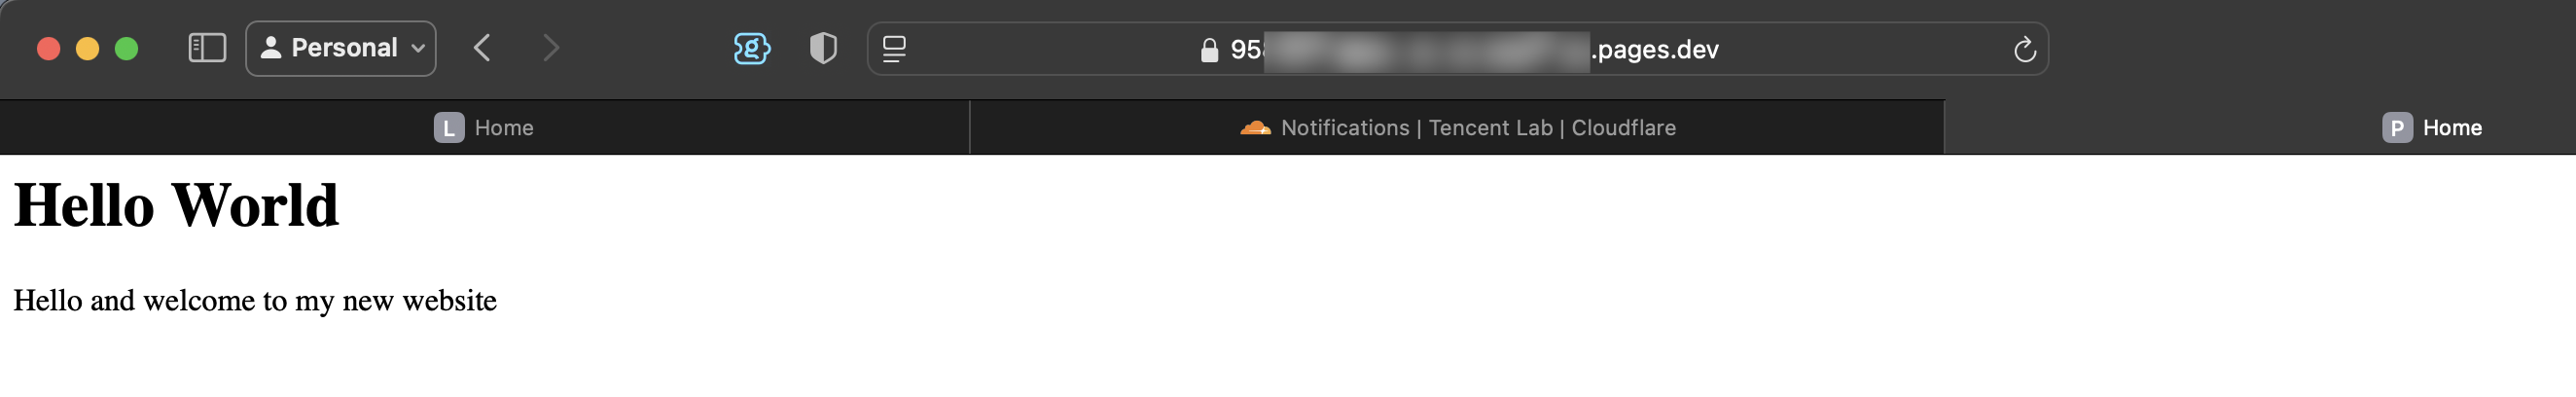 Personal
95 .pages.dev
L Home
Notifications | Tencent Lab | Cloudflare
P Home
Hello World
Hello and welcome to my new website